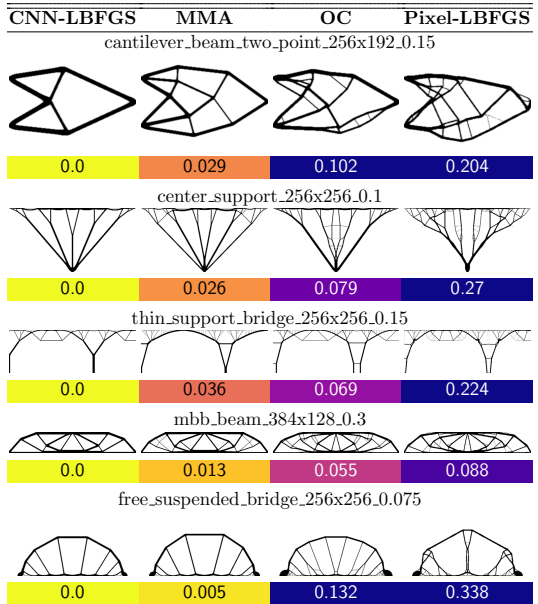 CNN-LBFGS MMA OC Pixel-LBFGS
cantilever_beam_two_point_256x192_0.15
0.0 0.029 0.102 0.204
center_support_256x256_0.1
0.0 0.026 0.079 0.27
thin_support_bridge_256x256_0.15
0.0 0.036 0.069 0.224
mbb_beam_384x128_0.3
0.0 0.013 0.055 0.088
free_suspended_bridge_256x256_0.075
0.0 0.005 0.132 0.338